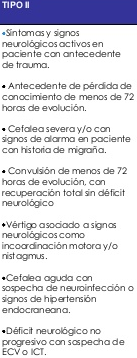 TIPO II
•Síntomas y signos
neurológicos activos en
paciente con antecedente
de trauma.
• Antecedente de pérdida de
conocimiento de menos de 72
horas de evolución.
• Cefalea severa y/o con
signos de alarma en paciente
con historia de migraña.
• Convulsión de menos de 72
horas de evolución, con
recuperación total sin déficit
neurológico
•Vértigo asociado a signos
neurológicos como
incoordinación motora y/o
nistagmus.
•Cefalea aguda con
sospecha de neuroinfección o
signos de hipertensión
endocraneana.
•Déficit neurológico no
progresivo con sospecha de
ECV o ICT.